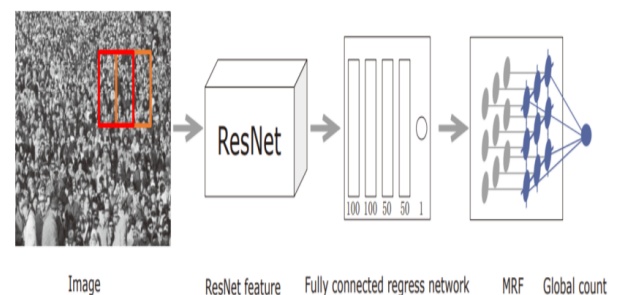 ResNet
100 100 50 50 1
Image ResNet feature Fully connected regress network MRF Global count